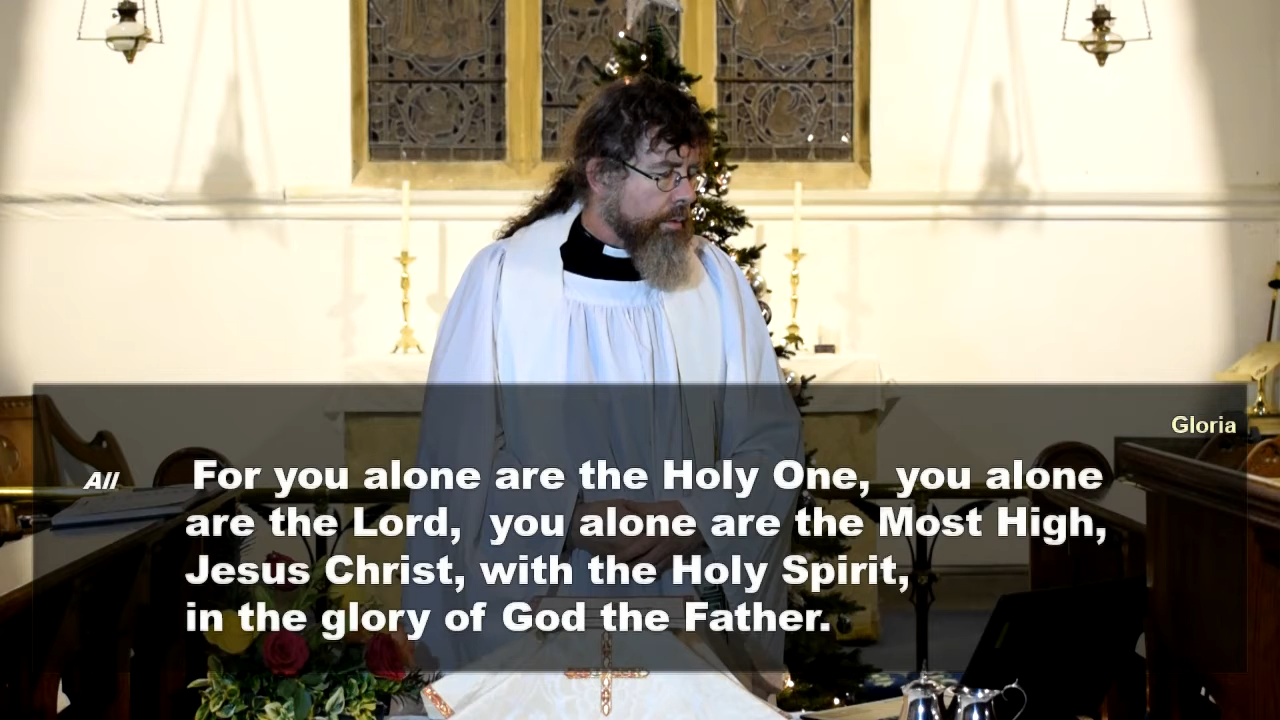 Gloria
All
For you alone are the Holy One, you alone
are the Lord, you alone are the Most High,
Jesus Christ, with the Holy Spirit,
in the glory of God the Father.